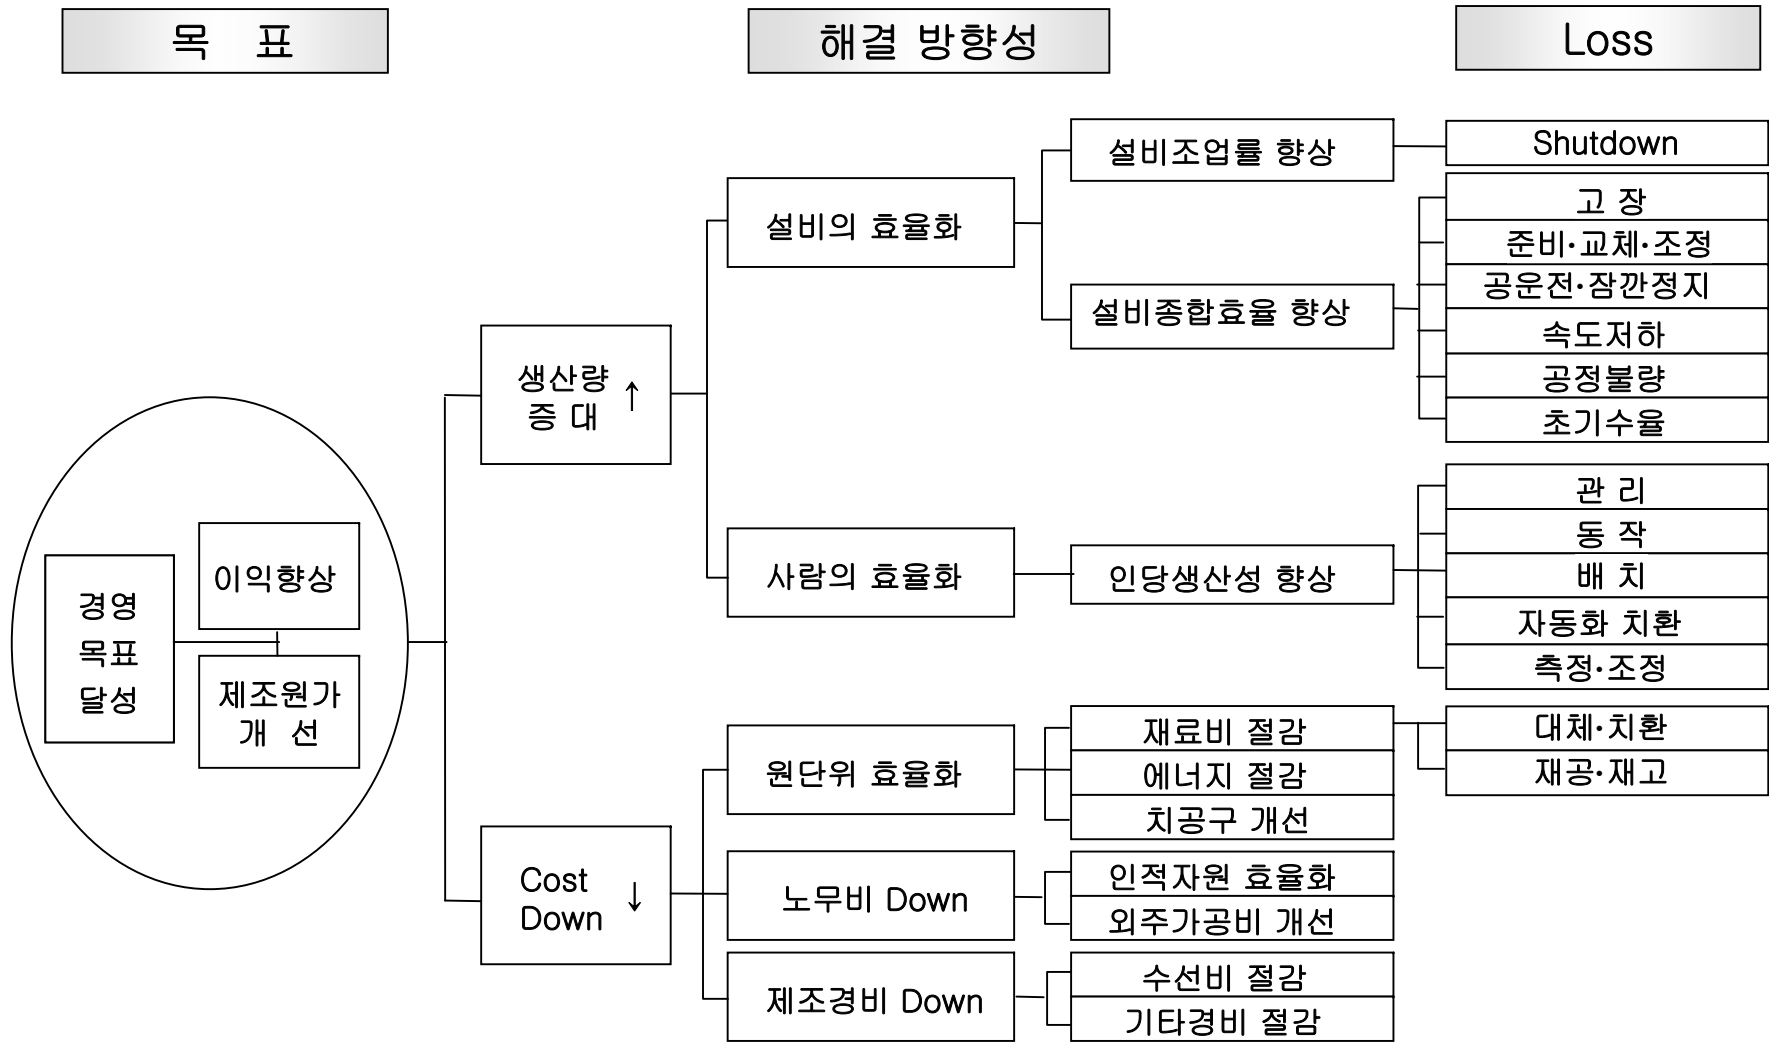 목 표
해결 방향성
Loss
경영
목표
달성
이익향상
제조원가
개 선
생산량
증 대 ↑
Cost
Down ↓
설비의 효율화
사람의 효율화
원단위 효율화
노무비 Down
제조경비 Down
설비조업률 향상
설비종합효율 향상
인당생산성 향상
재료비 절감
에너지 절감
치공구 개선
인적자원 효율화
외주가공비 개선
수선비 절감
기타경비 절감
Shutdown
고 장
준비·교체·조정
공운전·잠깐정지
속도저하
공정불량
초기수율
관 리
동 작
배 치
자동화 치환
측정·조정
대체·치환
재공·재고